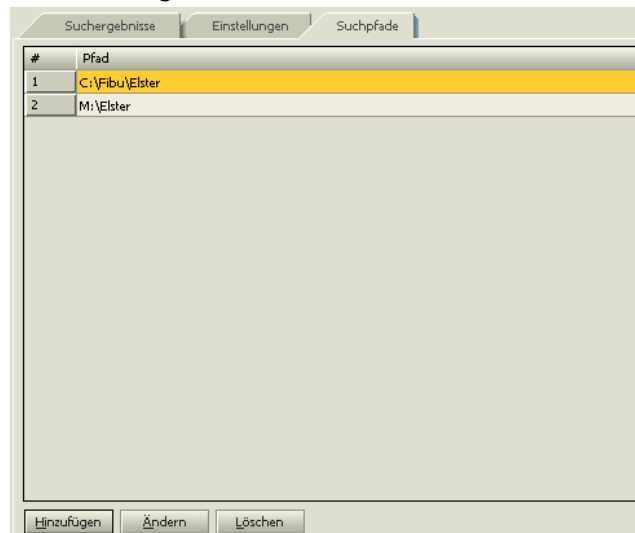 Suchergebnisse Einstellungen Suchpfade
# Pfad
1 C:\Fibu\Elster
2 M:\Elster
Hinzufügen Ändern Löschen